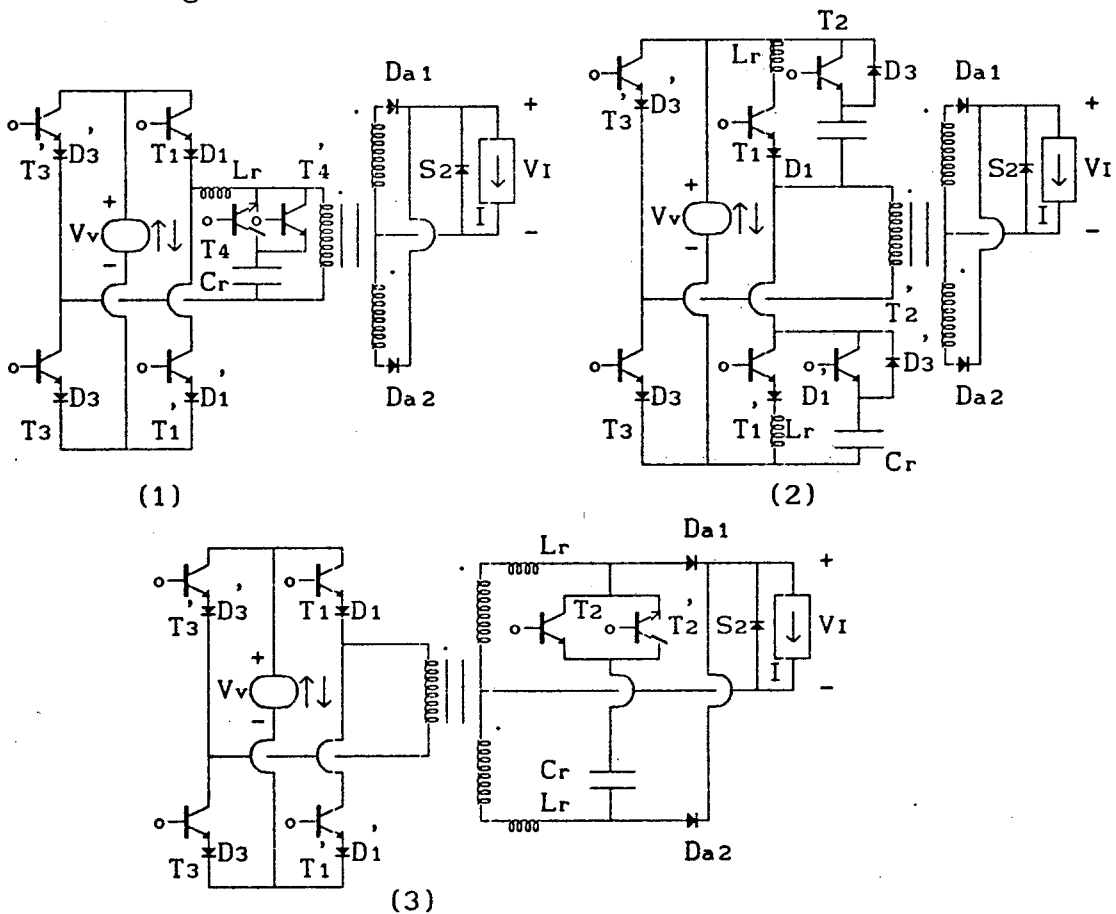 Da1
+
T3' D3' T1 D1 Lr T4' S2 VI
+
Vv
-
T4 I
Cr
-
D3 D1'
T3 T1' Da2
(1)
T2
Lr D3 Da1
+
T3' D3'
T1 S2 VI
D1
+
Vv I
-
-
T2'
D3 D1' D3'
T3 T1' Lr Da2
Cr
(2)
Da1
Lr
+
T3' D3' T1 D1 T2 T2' S2 VI
+
Vv I
-
-
Cr
Lr
D3 D1'
T3 T1' Da2
(3)